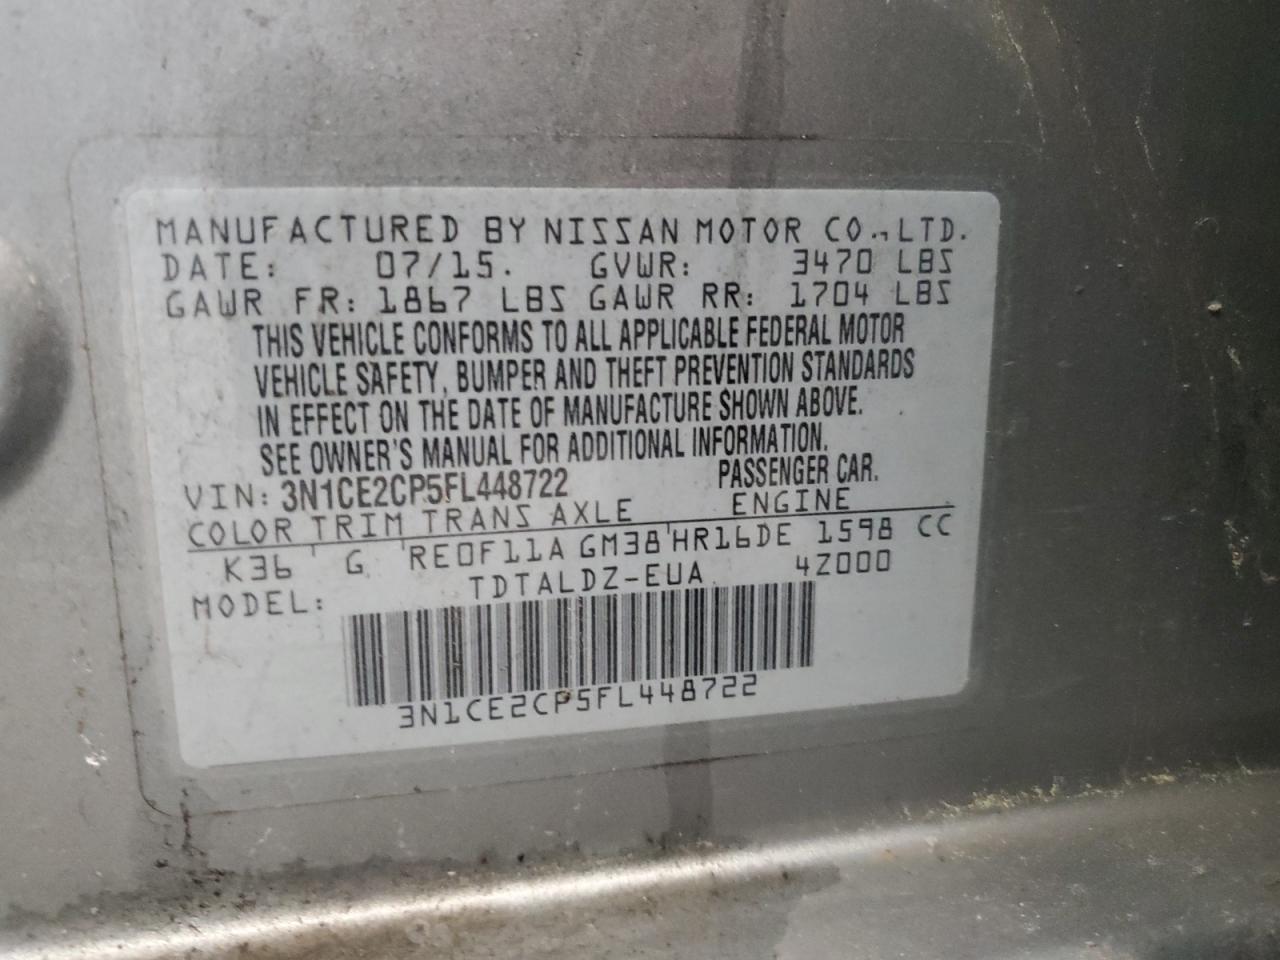 MANUFACTURED BY NISSAN MOTOR CO., LTD.
DATE: 07/15. GVWR: 3470 LBS
GAWR FR: 1867 LBS GAWR RR: 1704 LBS
THIS VEHICLE CONFORMS TO ALL APPLICABLE FEDERAL MOTOR
VEHICLE SAFETY, BUMPER AND THEFT PREVENTION STANDARDS
IN EFFECT ON THE DATE OF MANUFACTURE SHOWN ABOVE.
SEE OWNER'S MANUAL FOR ADDITIONAL INFORMATION.
VIN: 3N1CE2CP5FL448722 PASSENGER CAR.
COLOR TRIM TRANS AXLE ENGINE
K36 G RE0F11A GM38 HR16DE 1598 CC
MODEL: TDTALDZ-EUA 42000
3N1CE2CP5FL448722